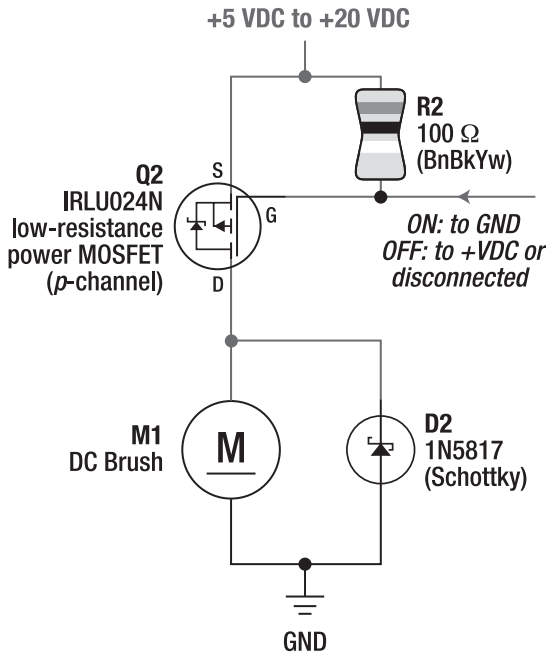 +5 VDC to +20 VDC
R2
100 Ω
(BnBkYw)
Q2
IRLU024N
low-resistance
power MOSFET
(p-channel)
S
G
D
ON: to GND
OFF: to +VDC or
disconnected
M1
DC Brush
M
D2
1N5817
(Schottky)
GND